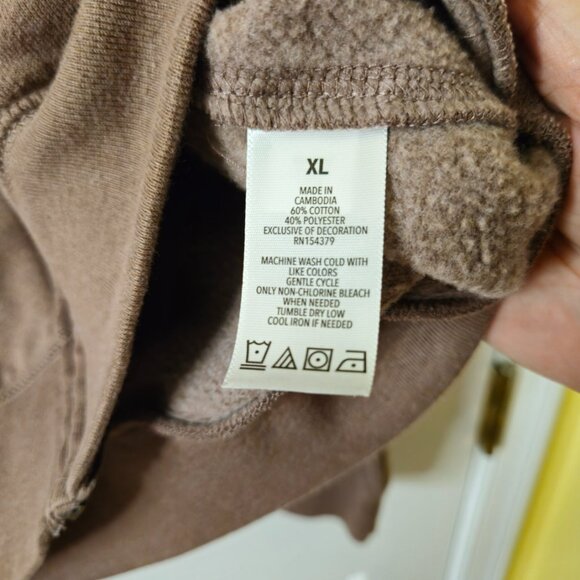 XL
MADE IN
CAMBODIA
60% COTTON
40% POLYESTER
EXCLUSIVE OF DECORATION
RN154379
MACHINE WASH COLD WITH
LIKE COLORS
GENTLE CYCLE
ONLY NON-CHLORINE BLEACH
WHEN NEEDED
TUMBLE DRY LOW
COOL IRON IF NEEDED